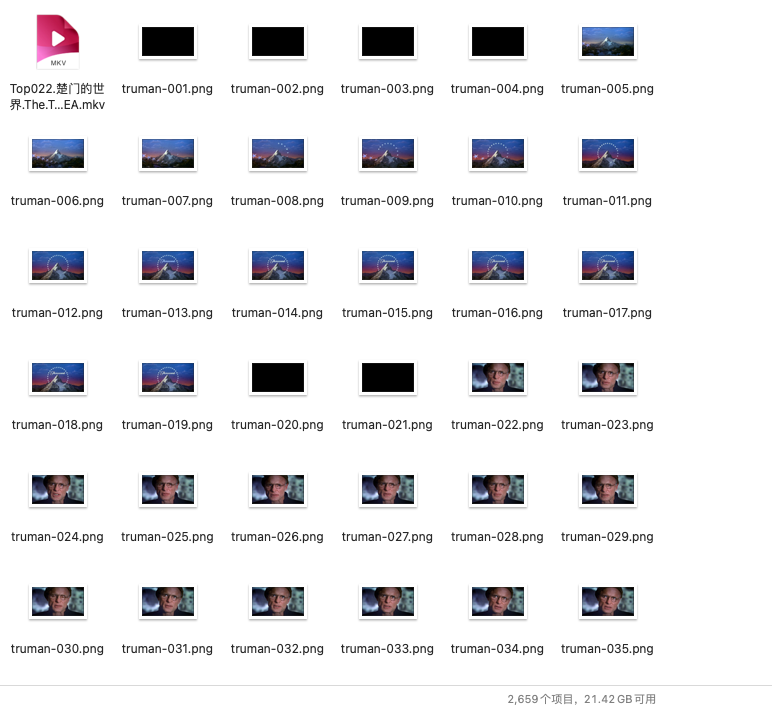 MKV
Top022.楚门的世
界.The.T...EA.mkv
truman-001.png
truman-002.png
truman-003.png
truman-004.png
truman-005.png
truman-006.png
truman-007.png
truman-008.png
truman-009.png
truman-010.png
truman-011.png
truman-012.png
truman-013.png
truman-014.png
truman-015.png
truman-016.png
truman-017.png
truman-018.png
truman-019.png
truman-020.png
truman-021.png
truman-022.png
truman-023.png
truman-024.png
truman-025.png
truman-026.png
truman-027.png
truman-028.png
truman-029.png
truman-030.png
truman-031.png
truman-032.png
truman-033.png
truman-034.png
truman-035.png
2,659个项目，21.42 GB可用